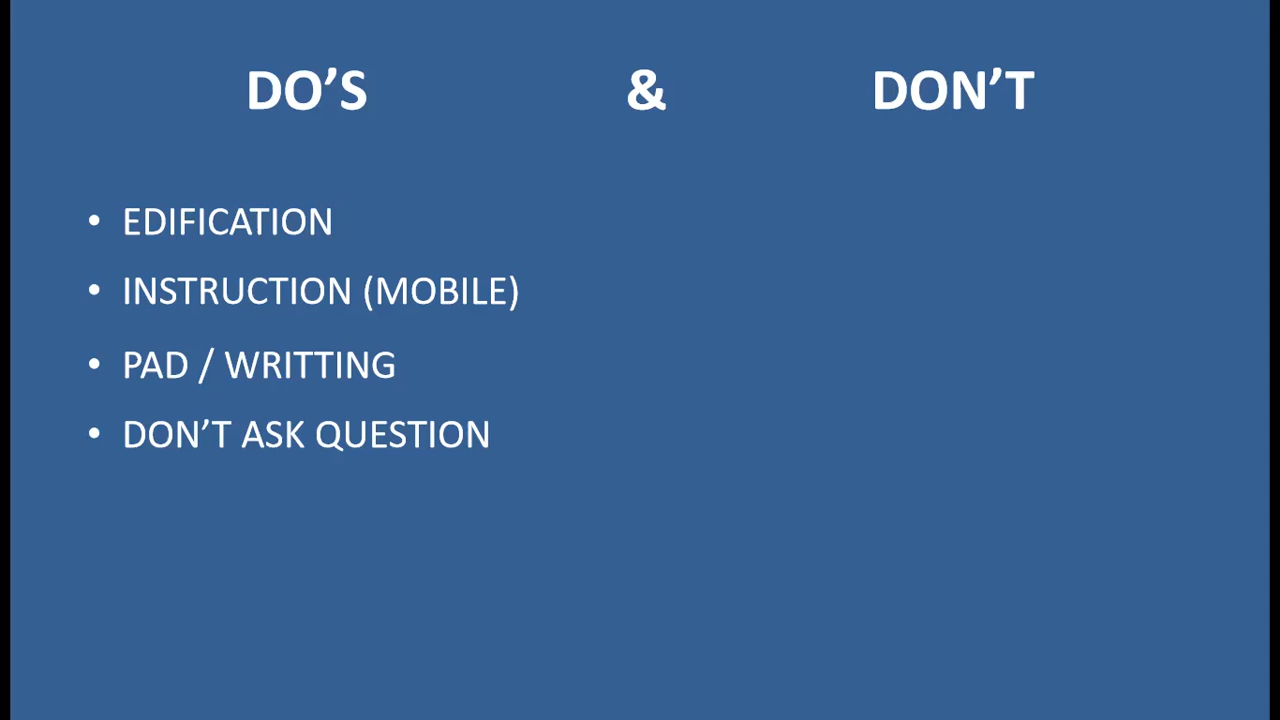 DO’S & DON’T
• EDIFICATION
• INSTRUCTION (MOBILE)
• PAD / WRITTING
• DON’T ASK QUESTION